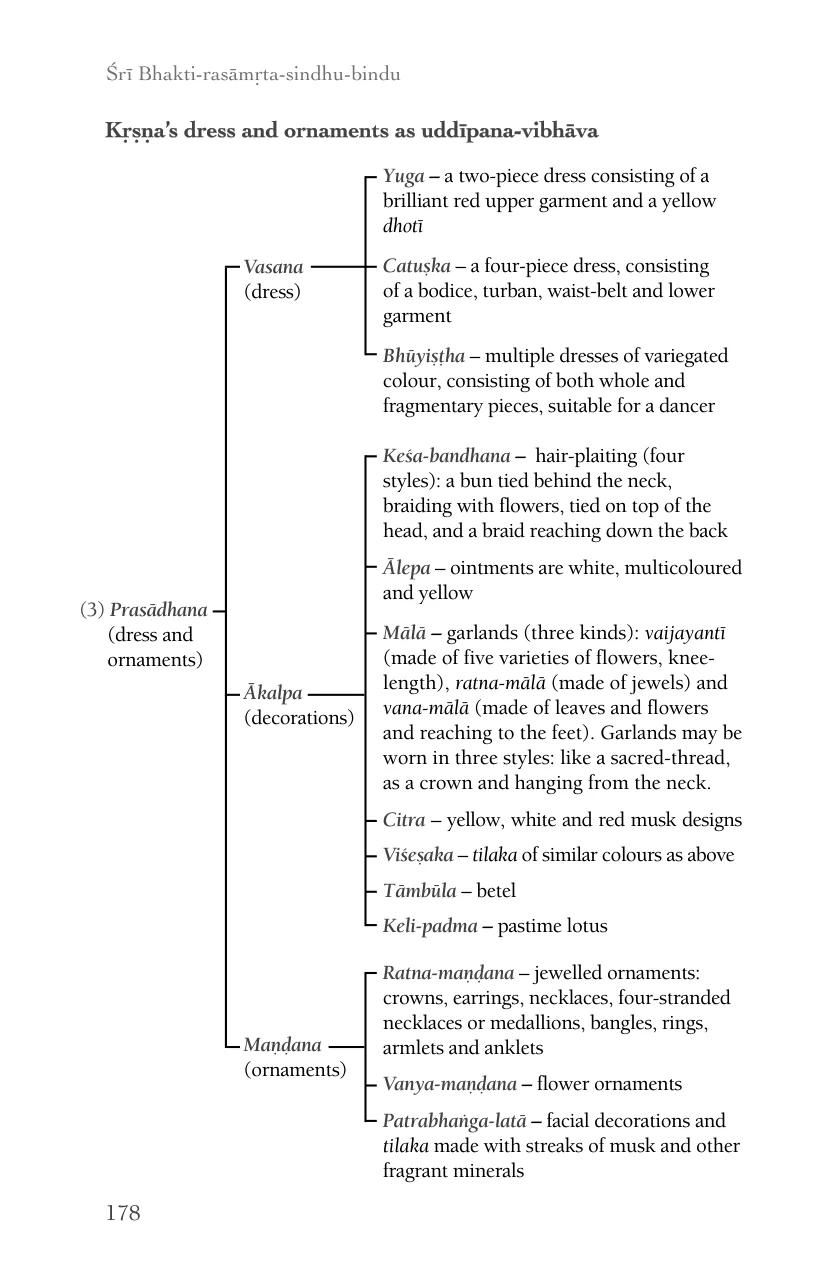 Śrī Bhakti-rasāmṛta-sindhu-bindu
Kṛṣṇa’s dress and ornaments as uddīpana-vibhāva
(3) Prasādhana
(dress and
ornaments)
Vasana
(dress)
Yuga – a two-piece dress consisting of a
brilliant red upper garment and a yellow
dhotī
Catuṣka – a four-piece dress, consisting
of a bodice, turban, waist-belt and lower
garment
Bhūyiṣṭha – multiple dresses of variegated
colour, consisting of both whole and
fragmentary pieces, suitable for a dancer
Ākalpa
(decorations)
Keśa-bandhana – hair-plaiting (four
styles): a bun tied behind the neck,
braiding with flowers, tied on top of the
head, and a braid reaching down the back
Ālepa – ointments are white, multicoloured
and yellow
Mālā – garlands (three kinds): vaijayantī
(made of five varieties of flowers, knee-
length), ratna-mālā (made of jewels) and
vana-mālā (made of leaves and flowers
and reaching to the feet). Garlands may be
worn in three styles: like a sacred-thread,
as a crown and hanging from the neck.
Citra – yellow, white and red musk designs
Viśeṣaka – tilaka of similar colours as above
Tāmbūla – betel
Keli-padma – pastime lotus
Maṇḍana
(ornaments)
Ratna-maṇḍana – jewelled ornaments:
crowns, earrings, necklaces, four-stranded
necklaces or medallions, bangles, rings,
armlets and anklets
Vanya-maṇḍana – flower ornaments
Patrabhaṅga-latā – facial decorations and
tilaka made with streaks of musk and other
fragrant minerals
178